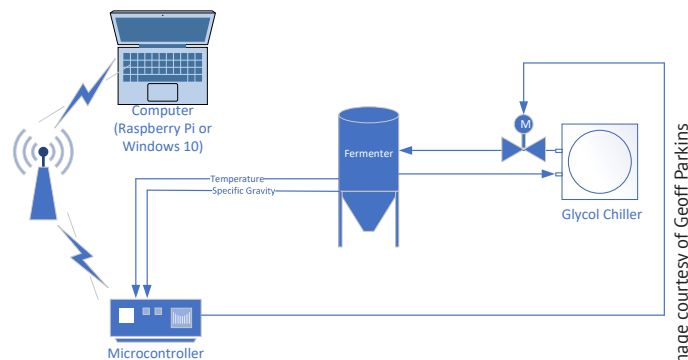 Computer
(Raspberry Pi or
Windows 10)
M
Fermenter
Temperature
Specific Gravity
Glycol Chiller
Microcontroller
mage courtesy of Geoff Parkins